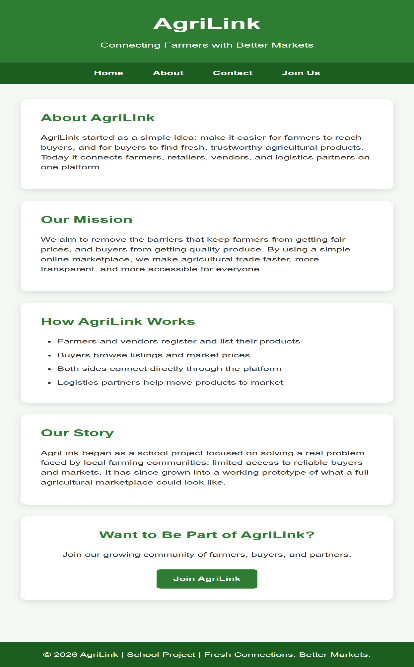 AgriLink
Connecting Farmers with Better Markets
Home About Contact Join Us
About AgriLink
AgriLink started as a simple idea: make it easier for farmers to reach
buyers, and for buyers to find fresh, trustworthy agricultural products.
Today it connects farmers, retailers, vendors, and logistics partners on
one platform.
Our Mission
We aim to remove the barriers that keep farmers from getting fair
prices, and buyers from getting quality produce. By using a simple
online marketplace, we make agricultural trade faster, more
transparent, and more accessible for everyone.
How AgriLink Works
• Farmers and vendors register and list their products
• Buyers browse listings and market prices
• Both sides connect directly through the platform
• Logistics partners help move products to market
Our Story
AgriLink began as a school project focused on solving a real problem
faced by local farming communities: limited access to reliable buyers
and markets. It has since grown into a working prototype of what a full
agricultural marketplace could look like.
Want to Be Part of AgriLink?
Join our growing community of farmers, buyers, and partners.
Join AgriLink
© 2026 AgriLink | School Project | Fresh Connections. Better Markets.